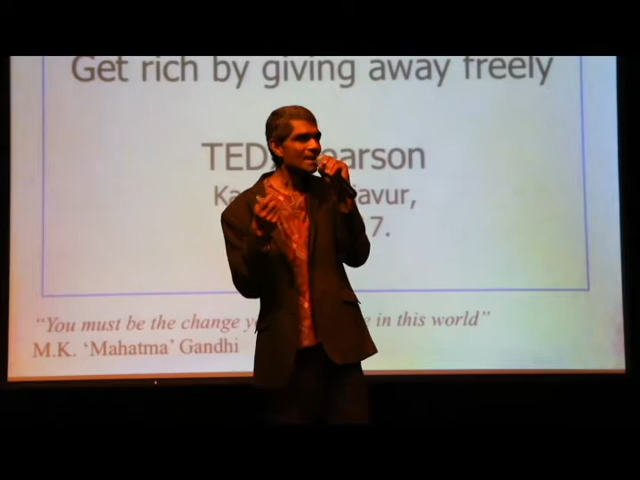 Get rich by giving away freely
TEDx earson
Ka avur,
7.
"You must be the change y e in this world"
M.K. 'Mahatma' Gandhi